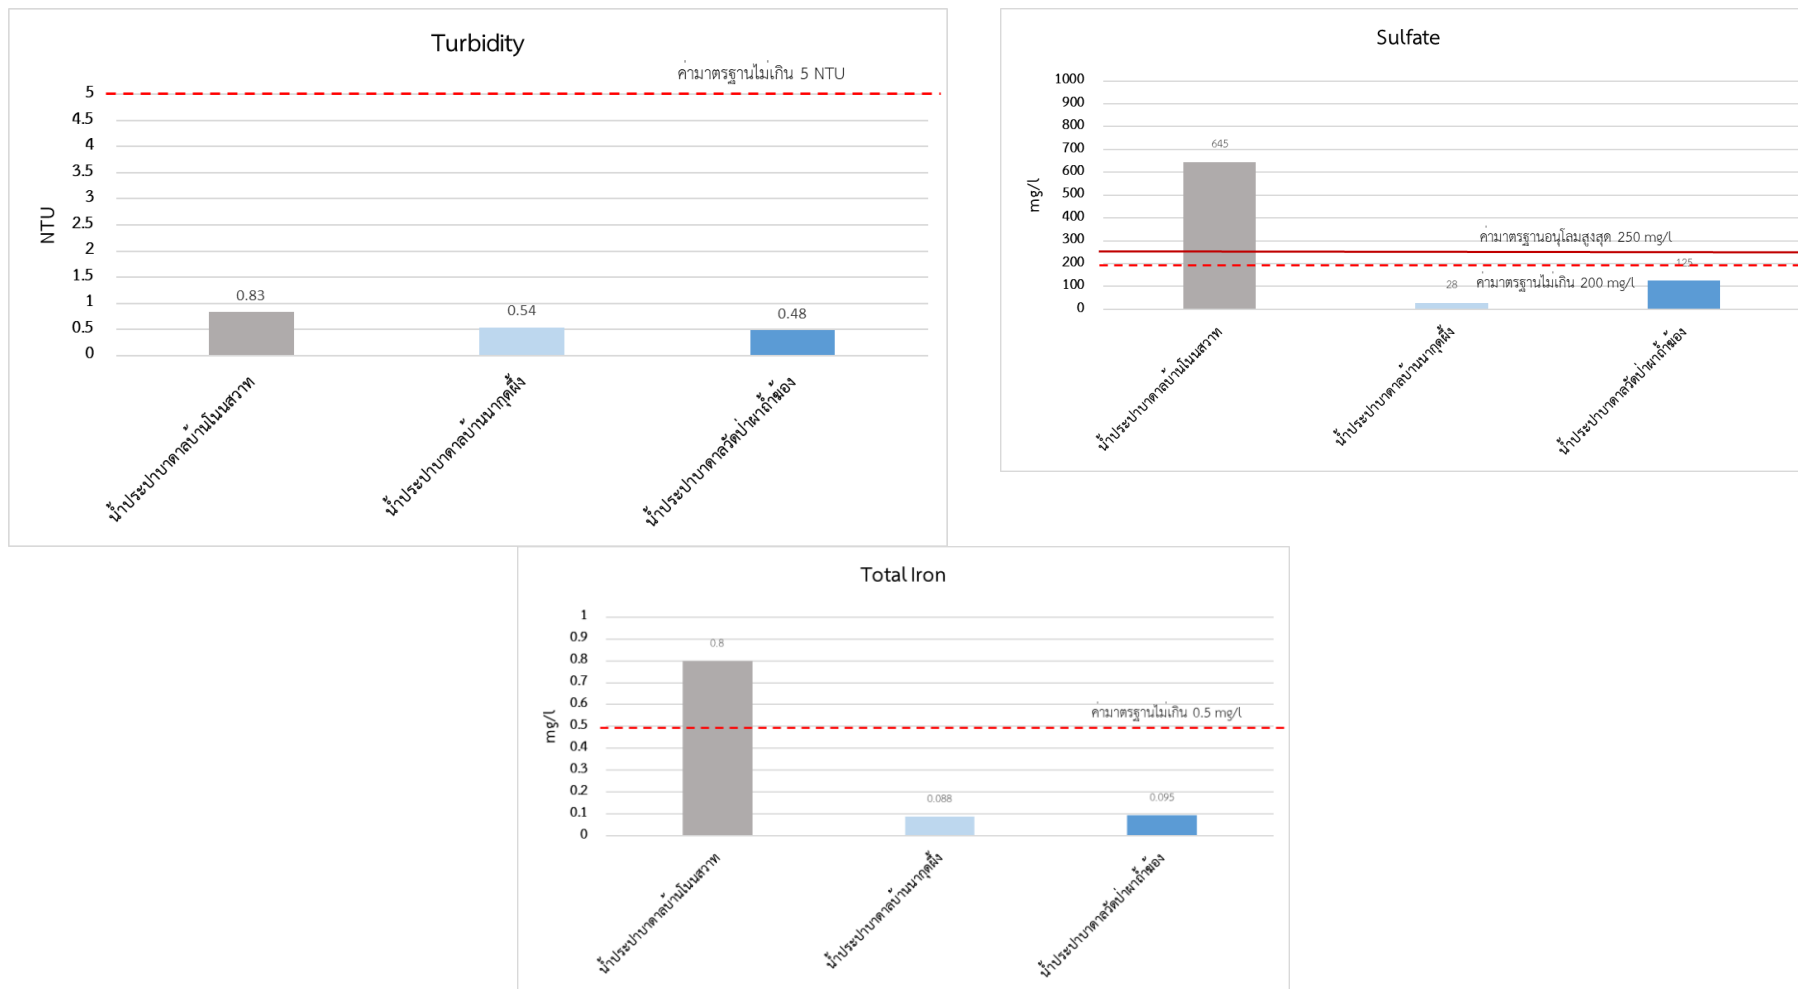 Turbidity
ค่ามาตรฐานไม่เกิน 5 NTU
5
4.5
4
3.5
3
2.5
2
1.5
1
0.5
0
NTU
0.83
0.54
0.48
น้ำประปาบาดาลบ้านโนนสวาท
น้ำประปาบาดาลบ้านนากุดผึ้ง
น้ำประปาบาดาลวัดป่าผาถ้ำฆ้อง
Sulfate
1000
900
800
700
600
500
400
300
200
100
0
mg/l
645
ค่ามาตรฐานอนุโลมสูงสุด 250 mg/l
125
28
ค่ามาตรฐานไม่เกิน 200 mg/l
น้ำประปาบาดาลบ้านโนนสวาท
น้ำประปาบาดาลบ้านนากุดผึ้ง
น้ำประปาบาดาลวัดป่าผาถ้ำฆ้อง
Total Iron
1
0.9
0.8
0.7
0.6
0.5
0.4
0.3
0.2
0.1
0
mg/l
0.8
ค่ามาตรฐานไม่เกิน 0.5 mg/l
0.088
0.095
น้ำประปาบาดาลบ้านโนนสวาท
น้ำประปาบาดาลบ้านนากุดผึ้ง
น้ำประปาบาดาลวัดป่าผาถ้ำฆ้อง